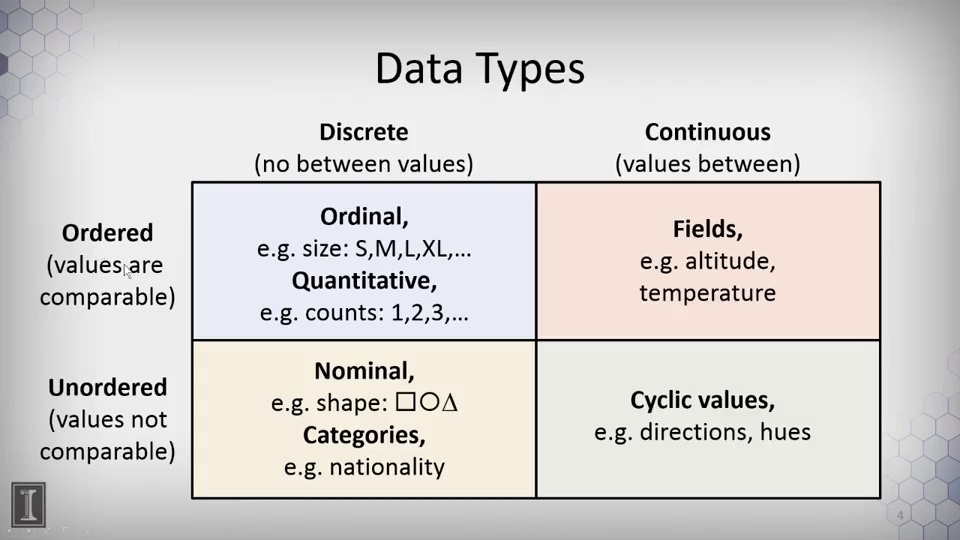 Data Types
Discrete
(no between values)
Continuous
(values between)
Ordered
(values are
comparable)
Ordinal,
e.g. size: S,M,L,XL,...
Quantitative,
e.g. counts: 1,2,3,...
Fields,
e.g. altitude,
temperature
Unordered
(values not
comparable)
Nominal,
e.g. shape: □○Δ
Categories,
e.g. nationality
Cyclic values,
e.g. directions, hues
I
4